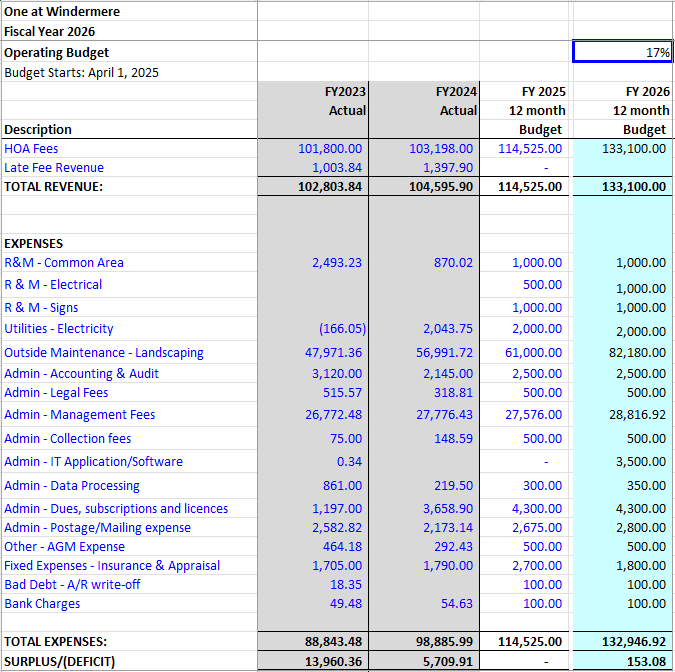 One at Windermere
Fiscal Year 2026
Operating Budget 17%
Budget Starts: April 1, 2025
FY2023 FY2024 FY 2025 FY 2026
Actual Actual 12 month 12 month
Description Budget Budget
HOA Fees 101,800.00 103,198.00 114,525.00 133,100.00
Late Fee Revenue 1,003.84 1,397.90 -
TOTAL REVENUE: 102,803.84 104,595.90 114,525.00 133,100.00
EXPENSES
R&M - Common Area 2,493.23 870.02 1,000.00 1,000.00
R & M - Electrical 500.00 1,000.00
R & M - Signs 1,000.00 1,000.00
Utilities - Electricity (166.05) 2,043.75 2,000.00 2,000.00
Outside Maintenance - Landscaping 47,971.36 56,991.72 61,000.00 82,180.00
Admin - Accounting & Audit 3,120.00 2,145.00 2,500.00 2,500.00
Admin - Legal Fees 515.57 318.81 500.00 500.00
Admin - Management Fees 26,772.48 27,776.43 27,576.00 28,816.92
Admin - Collection fees 75.00 148.59 500.00 500.00
Admin - IT Application/Software 0.34 - 3,500.00
Admin - Data Processing 861.00 219.50 300.00 350.00
Admin - Dues, subscriptions and licences 1,197.00 3,658.90 4,300.00 4,300.00
Admin - Postage/Mailing expense 2,582.82 2,173.14 2,675.00 2,800.00
Other - AGM Expense 464.18 292.43 500.00 500.00
Fixed Expenses - Insurance & Appraisal 1,705.00 1,790.00 2,700.00 1,800.00
Bad Debt - A/R write-off 18.35 100.00 100.00
Bank Charges 49.48 54.63 100.00 100.00
TOTAL EXPENSES: 88,843.48 98,885.99 114,525.00 132,946.92
SURPLUS/(DEFICIT) 13,960.36 5,709.91 - 153.08